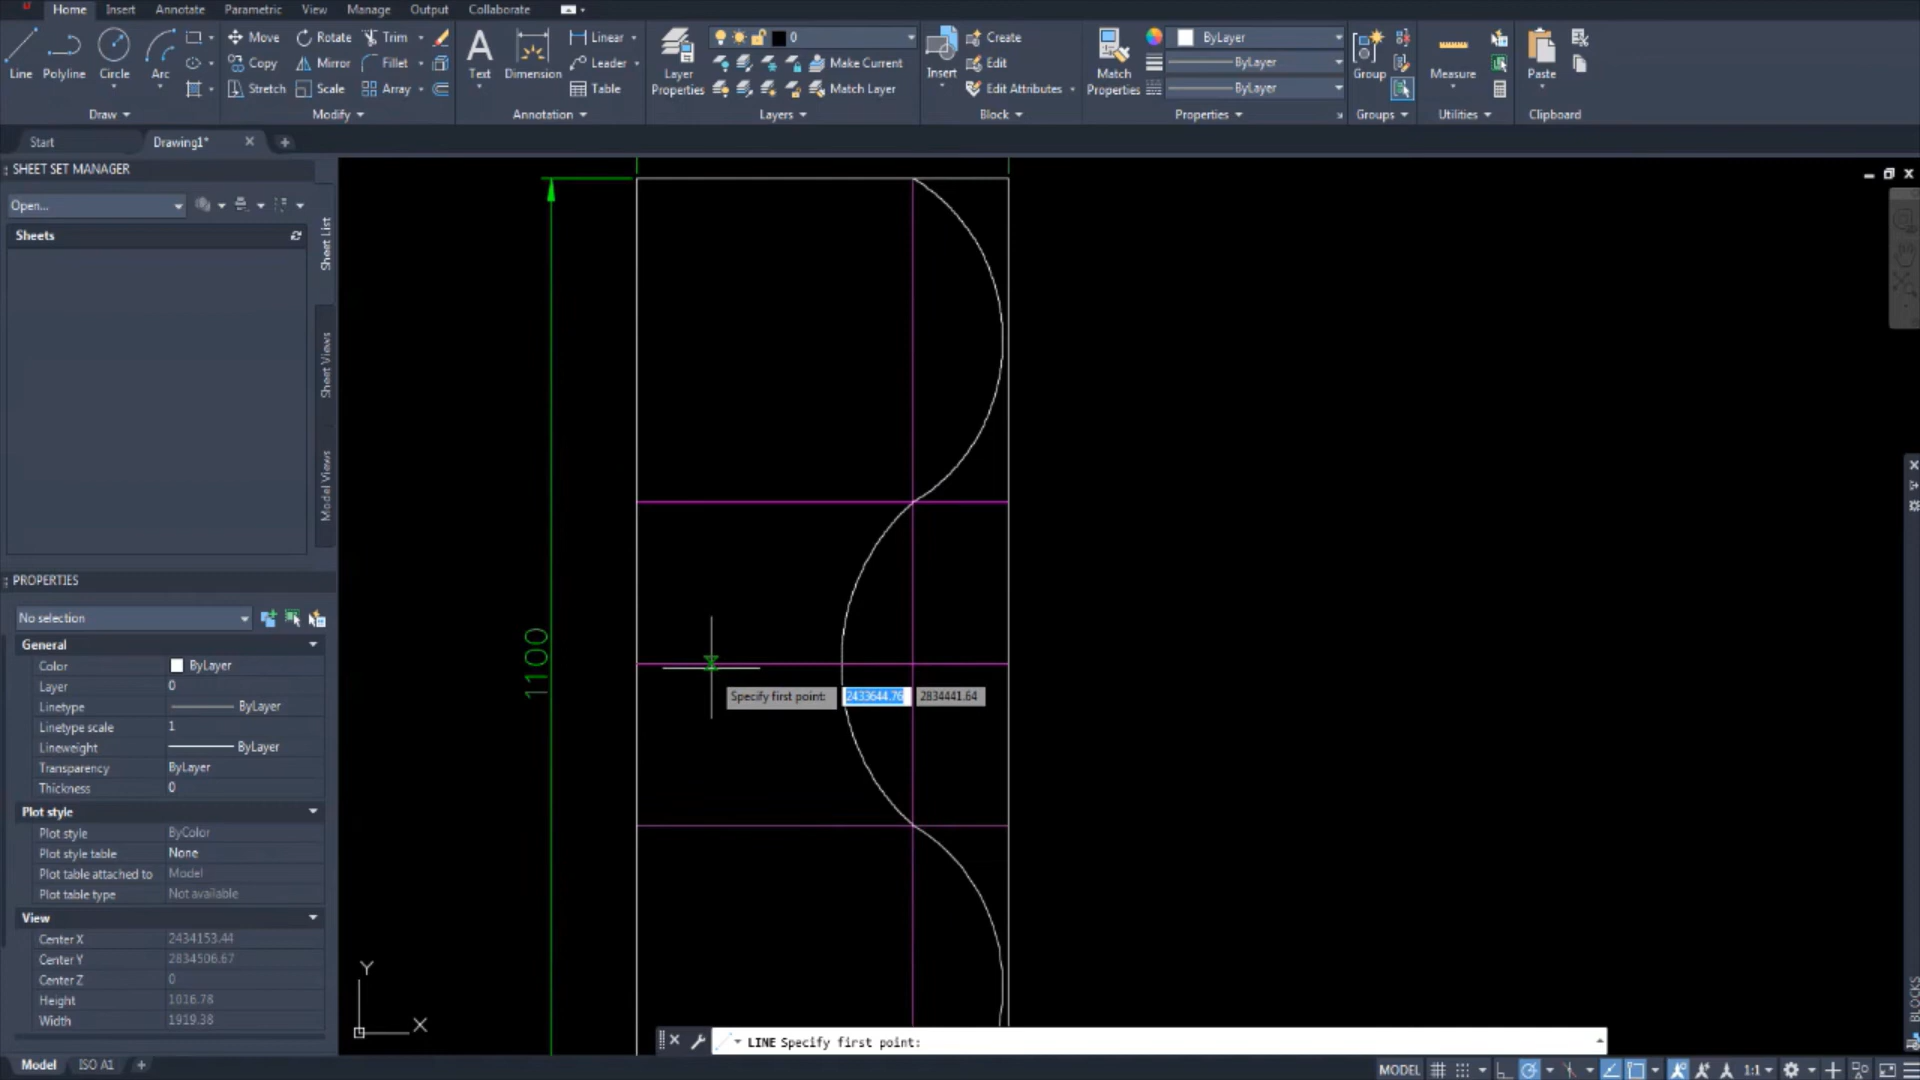 Home Insert Annotate Parametric View Manage Output Collaborate
Move Rotate Trim Linear 0 Create ByLayer
Copy Mirror Fillet Leader Make Current Edit ByLayer
Line Polyline Circle Arc Text Dimension Layer Properties Insert Match Properties Group Measure Paste
Stretch Scale Array Table Match Layer Edit Attributes ByLayer
Draw Modify Annotation Layers Block Properties Groups Utilities Clipboard
Start Drawing1*
SHEET SET MANAGER
Open...
Sheets
Sheet List
Sheet Views
Model Views
PROPERTIES
No selection
General
Color ByLayer
Layer 0
Linetype ByLayer
Linetype scale 1
Lineweight ByLayer
Transparency ByLayer
Thickness 0
Plot style
Plot style ByColor
Plot style table None
Plot table attached to Model
Plot table type Not available
View
Center X 2434153.44
Center Y 2834506.67
Center Z 0
Height 1016.78
Width 1919.38
1100
Specify first point: 2433644.76 2834441.64
Y
X
BLOCKS
LINE Specify first point:
Model ISO A1
MODEL 1:1